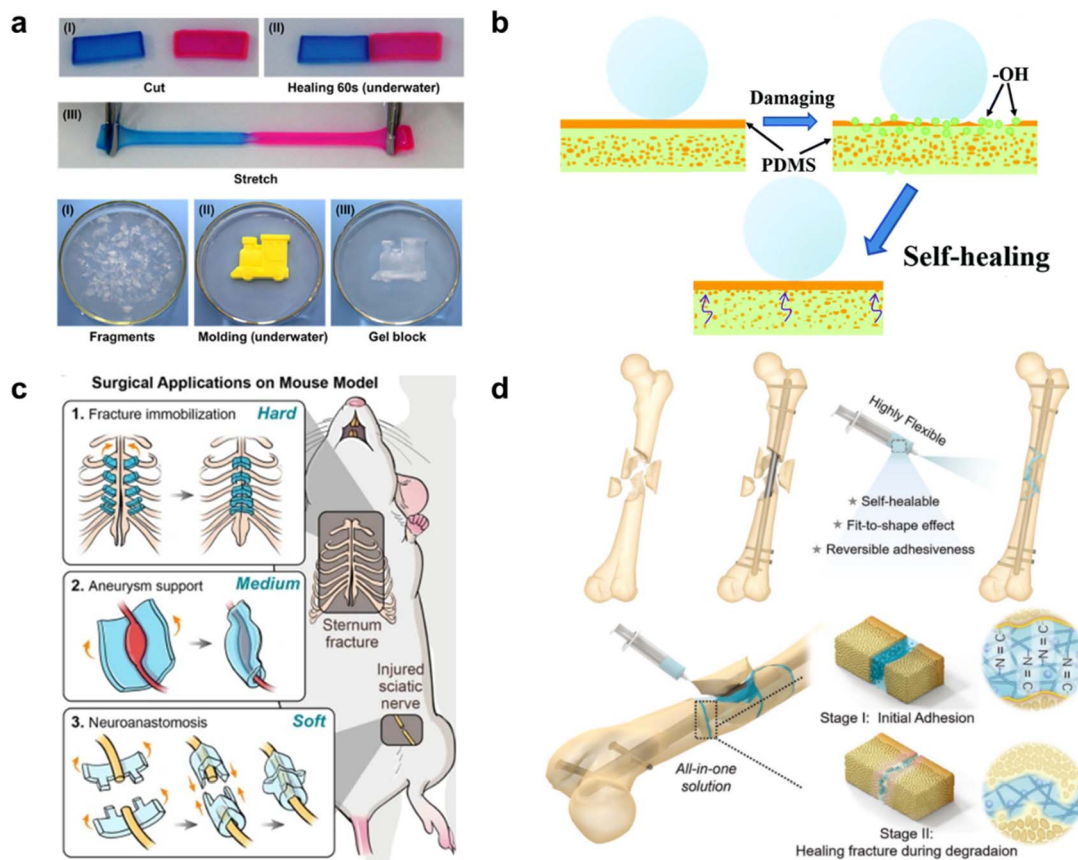 a
(I)
(II)
Cut
Healing 60s (underwater)
(III)
Stretch
(I)
(II)
(III)
Fragments
Molding (underwater)
Gel block
b
-OH
Damaging
PDMS
Self-healing
c
Surgical Applications on Mouse Model
1. Fracture immobilization
Hard
2. Aneurysm support
Medium
3. Neuroanastomosis
Soft
Sternum
fracture
Injured
sciatic
nerve
d
Highly Flexible
★ Self-healable
★ Fit-to-shape effect
★ Reversible adhesiveness
All-in-one
solution
Stage I: Initial Adhesion
C=N
C=N
C=N
C=N
Stage II:
Healing fracture during degradaion